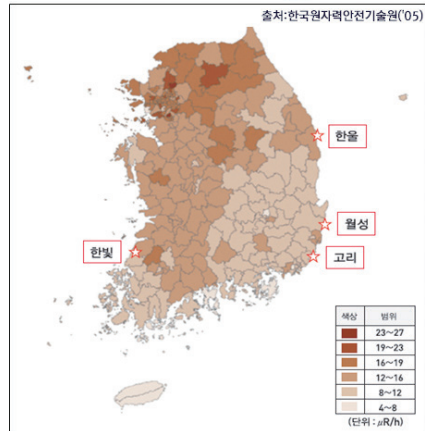 출처:한국원자력안전기술원('05)
한울
월성
한빛
고리
색상 범위
23~27
19~23
16~19
12~16
8~12
4~8
(단위 : μR/h)